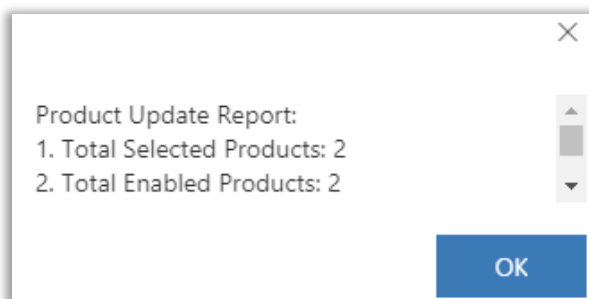 Product Update Report:
1. Total Selected Products: 2
2. Total Enabled Products: 2
OK